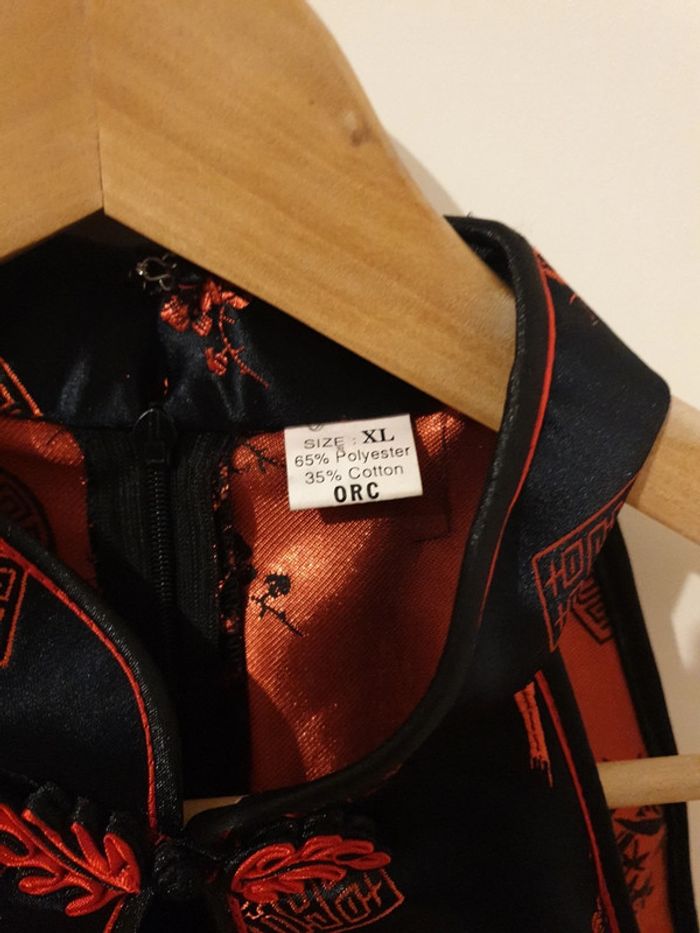 SIZE : XL
65% Polyester
35% Cotton
ORC